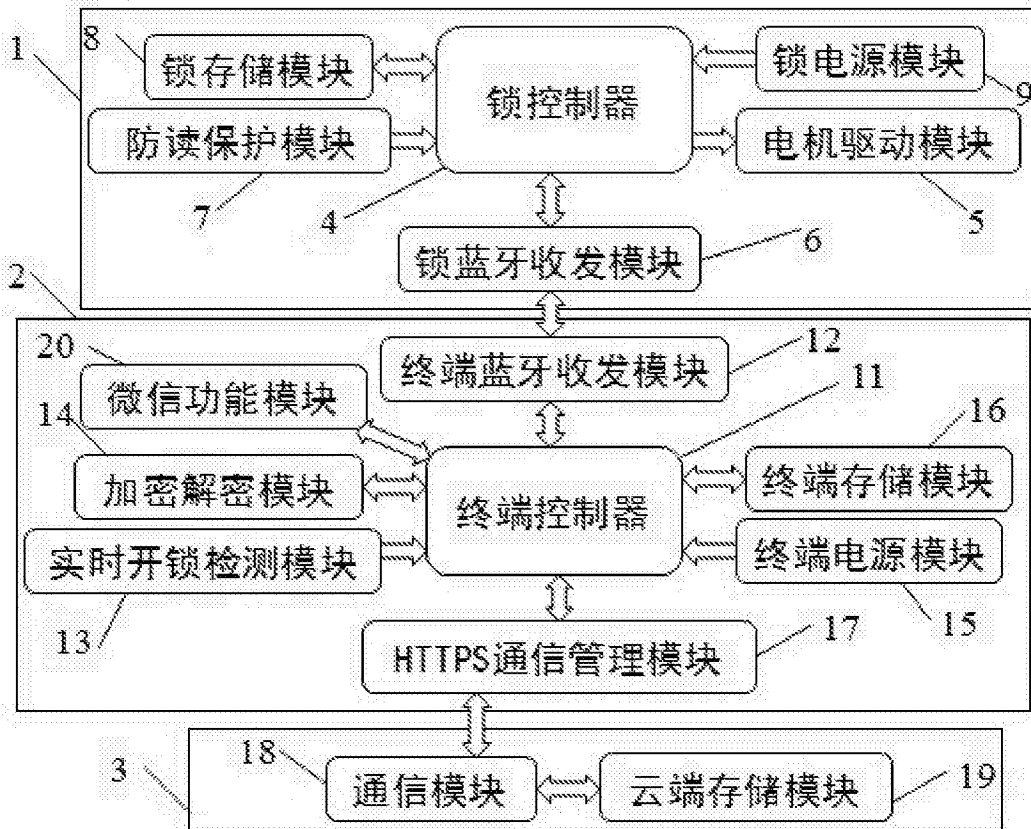 1
8
锁存储模块
锁控制器
锁电源模块
9
防读保护模块
电机驱动模块
7
4
5
锁蓝牙收发模块
6
2
20
终端蓝牙收发模块
12
微信功能模块
11
14
16
加密解密模块
终端控制器
终端存储模块
实时开锁检测模块
终端电源模块
13
HTTPS通信管理模块
17
15
3
18
通信模块
云端存储模块
19